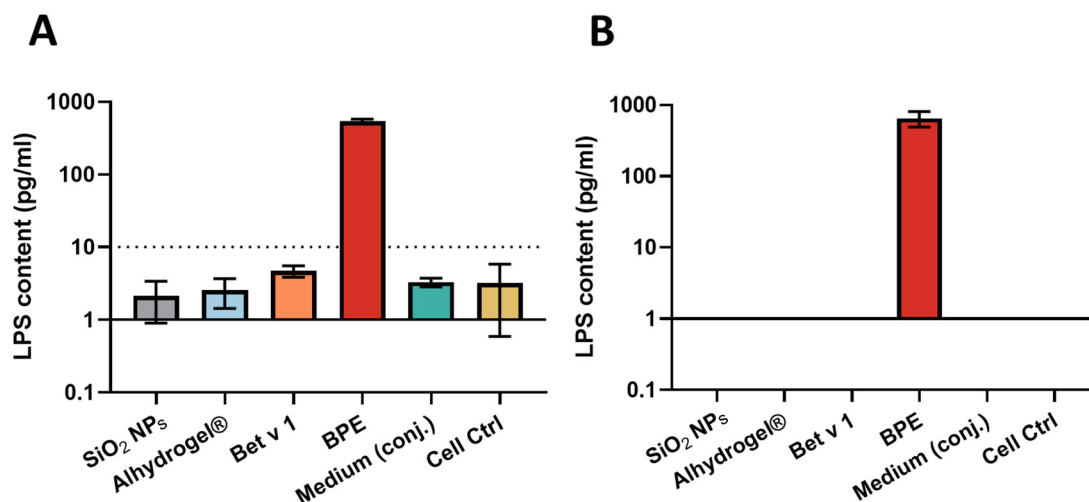 A
LPS content (pg/ml)
1000
100
10
1
0.1
SiO₂ NPₛ
Alhydrogel®
Bet v 1
BPE
Medium (conj.)
Cell Ctrl
B
LPS content (pg/ml)
1000
100
10
1
0.1
SiO₂ NPₛ
Alhydrogel®
Bet v 1
BPE
Medium (conj.)
Cell Ctrl